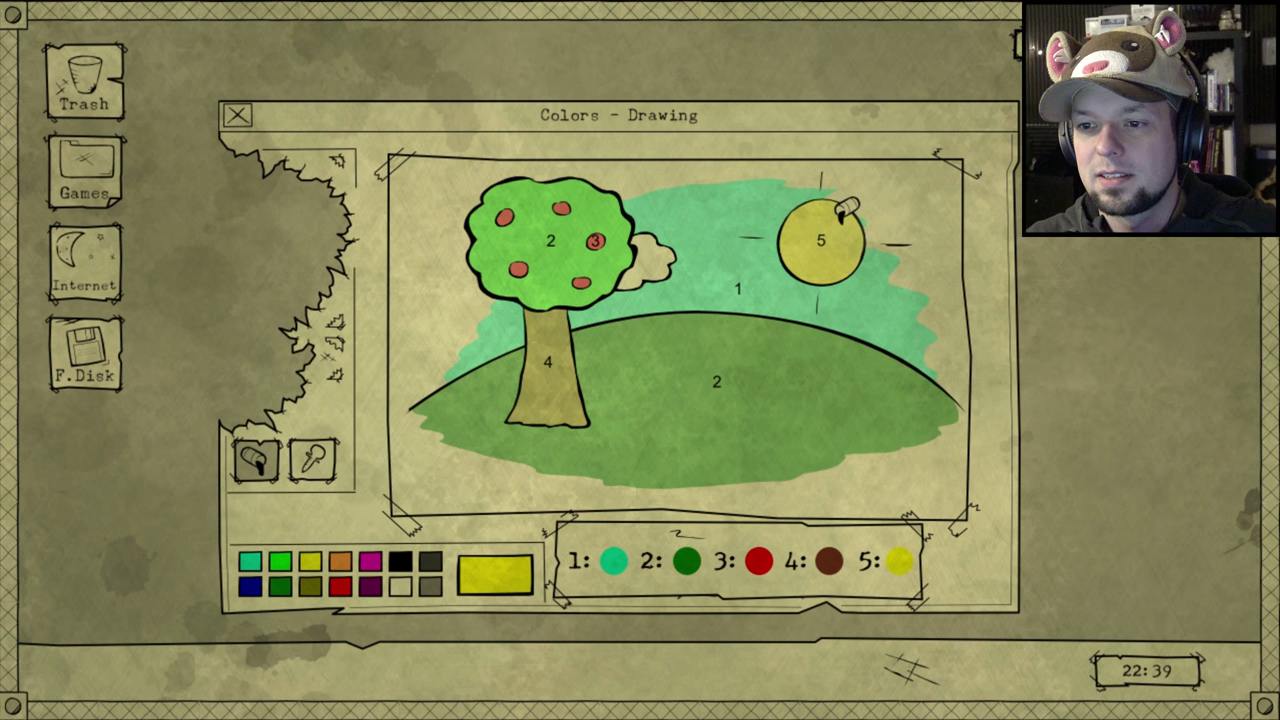 Trash
Games
Internet
F.Disk
Colors - Drawing
2
3
5
1
4
2
1: 2: 3: 4: 5:
22:39